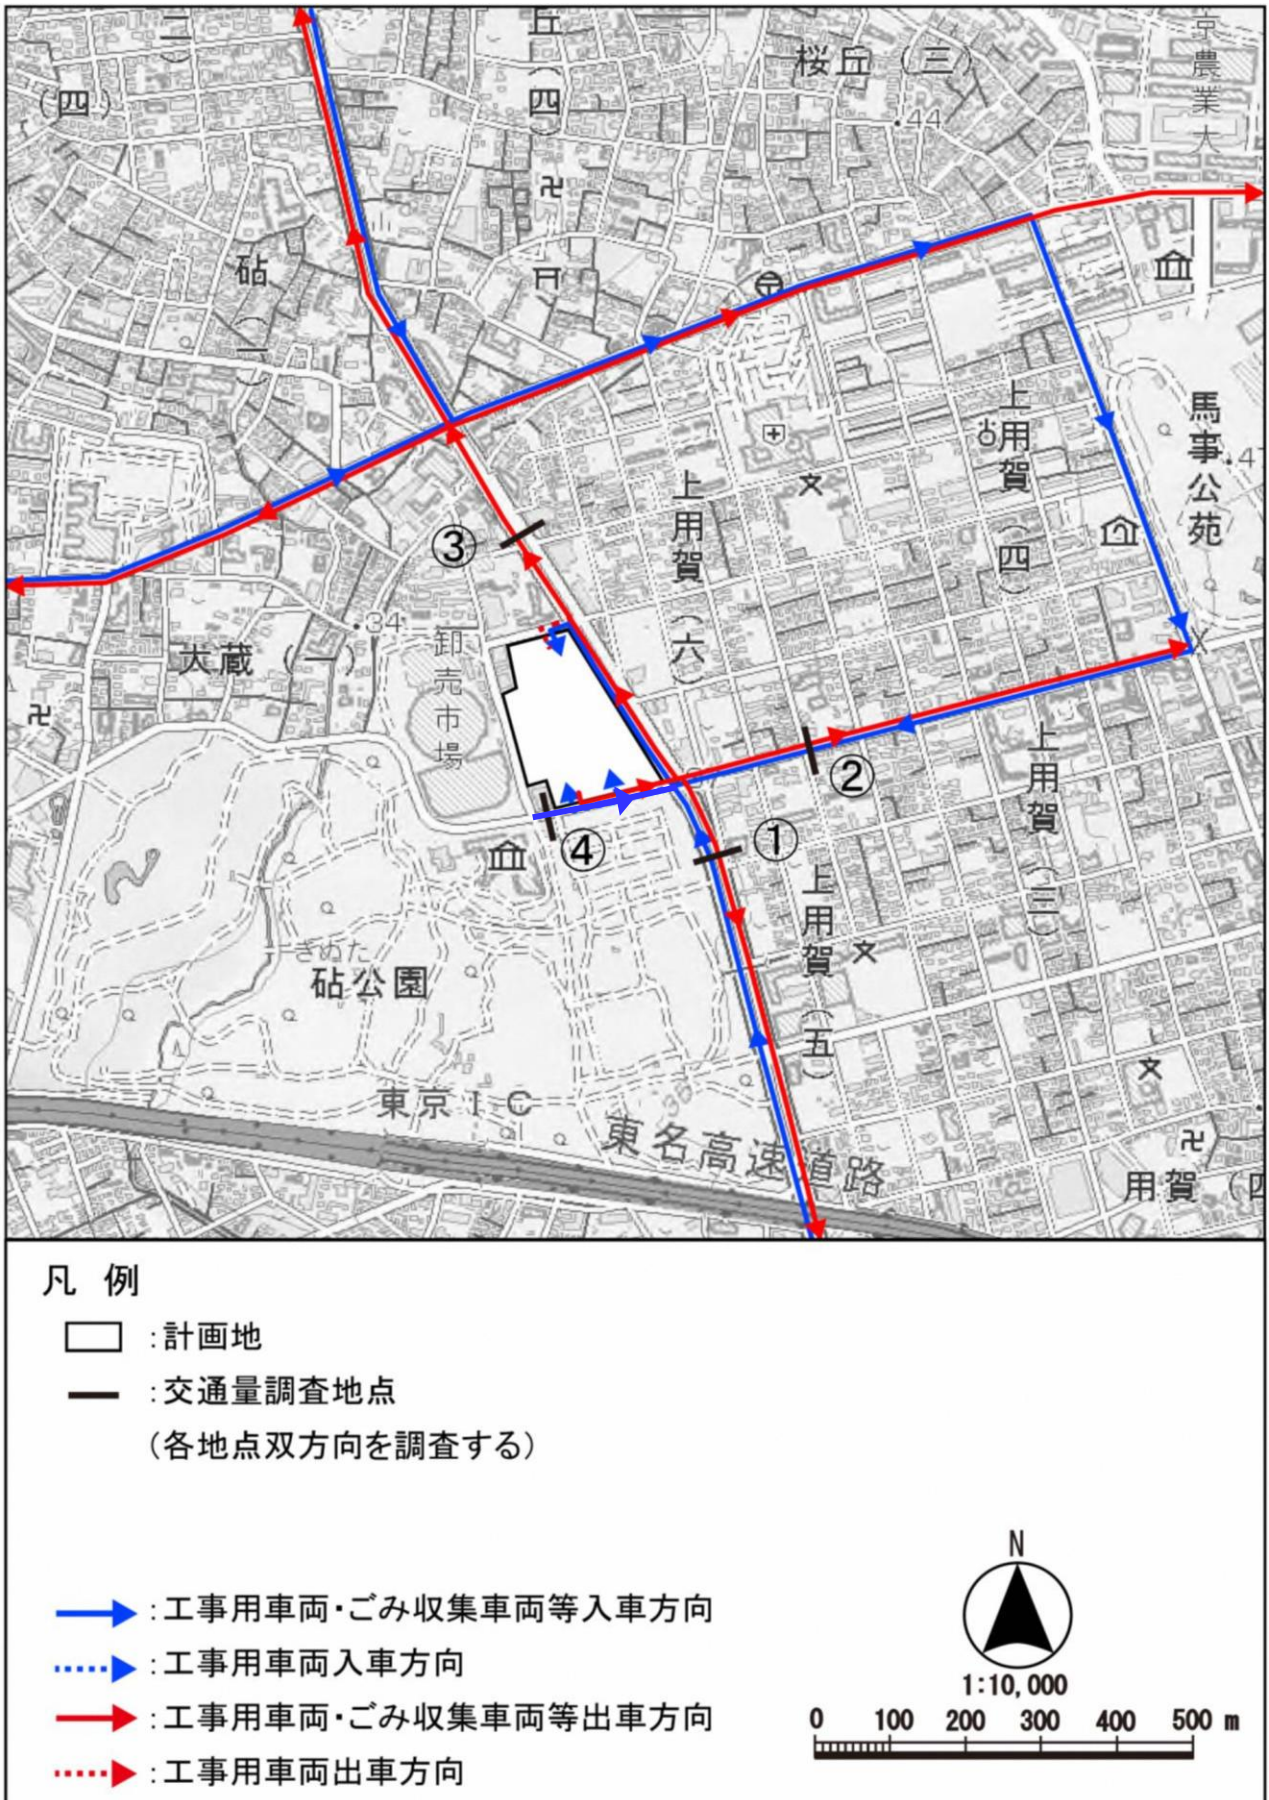 京農業大
二
(四)
丘(四)
桜丘(三)
・44
砧(一)
上用賀(四)
馬事公苑
・4
上用賀(六)
③
・34
大蔵(一)
卸売市場
②
上用賀(三)
①
④
上用賀(五)
きぬた
砧公園
東京IC
東名高速道路
用賀(四
凡 例
:計画地
:交通量調査地点
(各地点双方向を調査する)
:工事用車両・ごみ収集車両等入車方向
:工事用車両入車方向
:工事用車両・ごみ収集車両等出車方向
:工事用車両出車方向
N
1:10,000
0 100 200 300 400 500 m